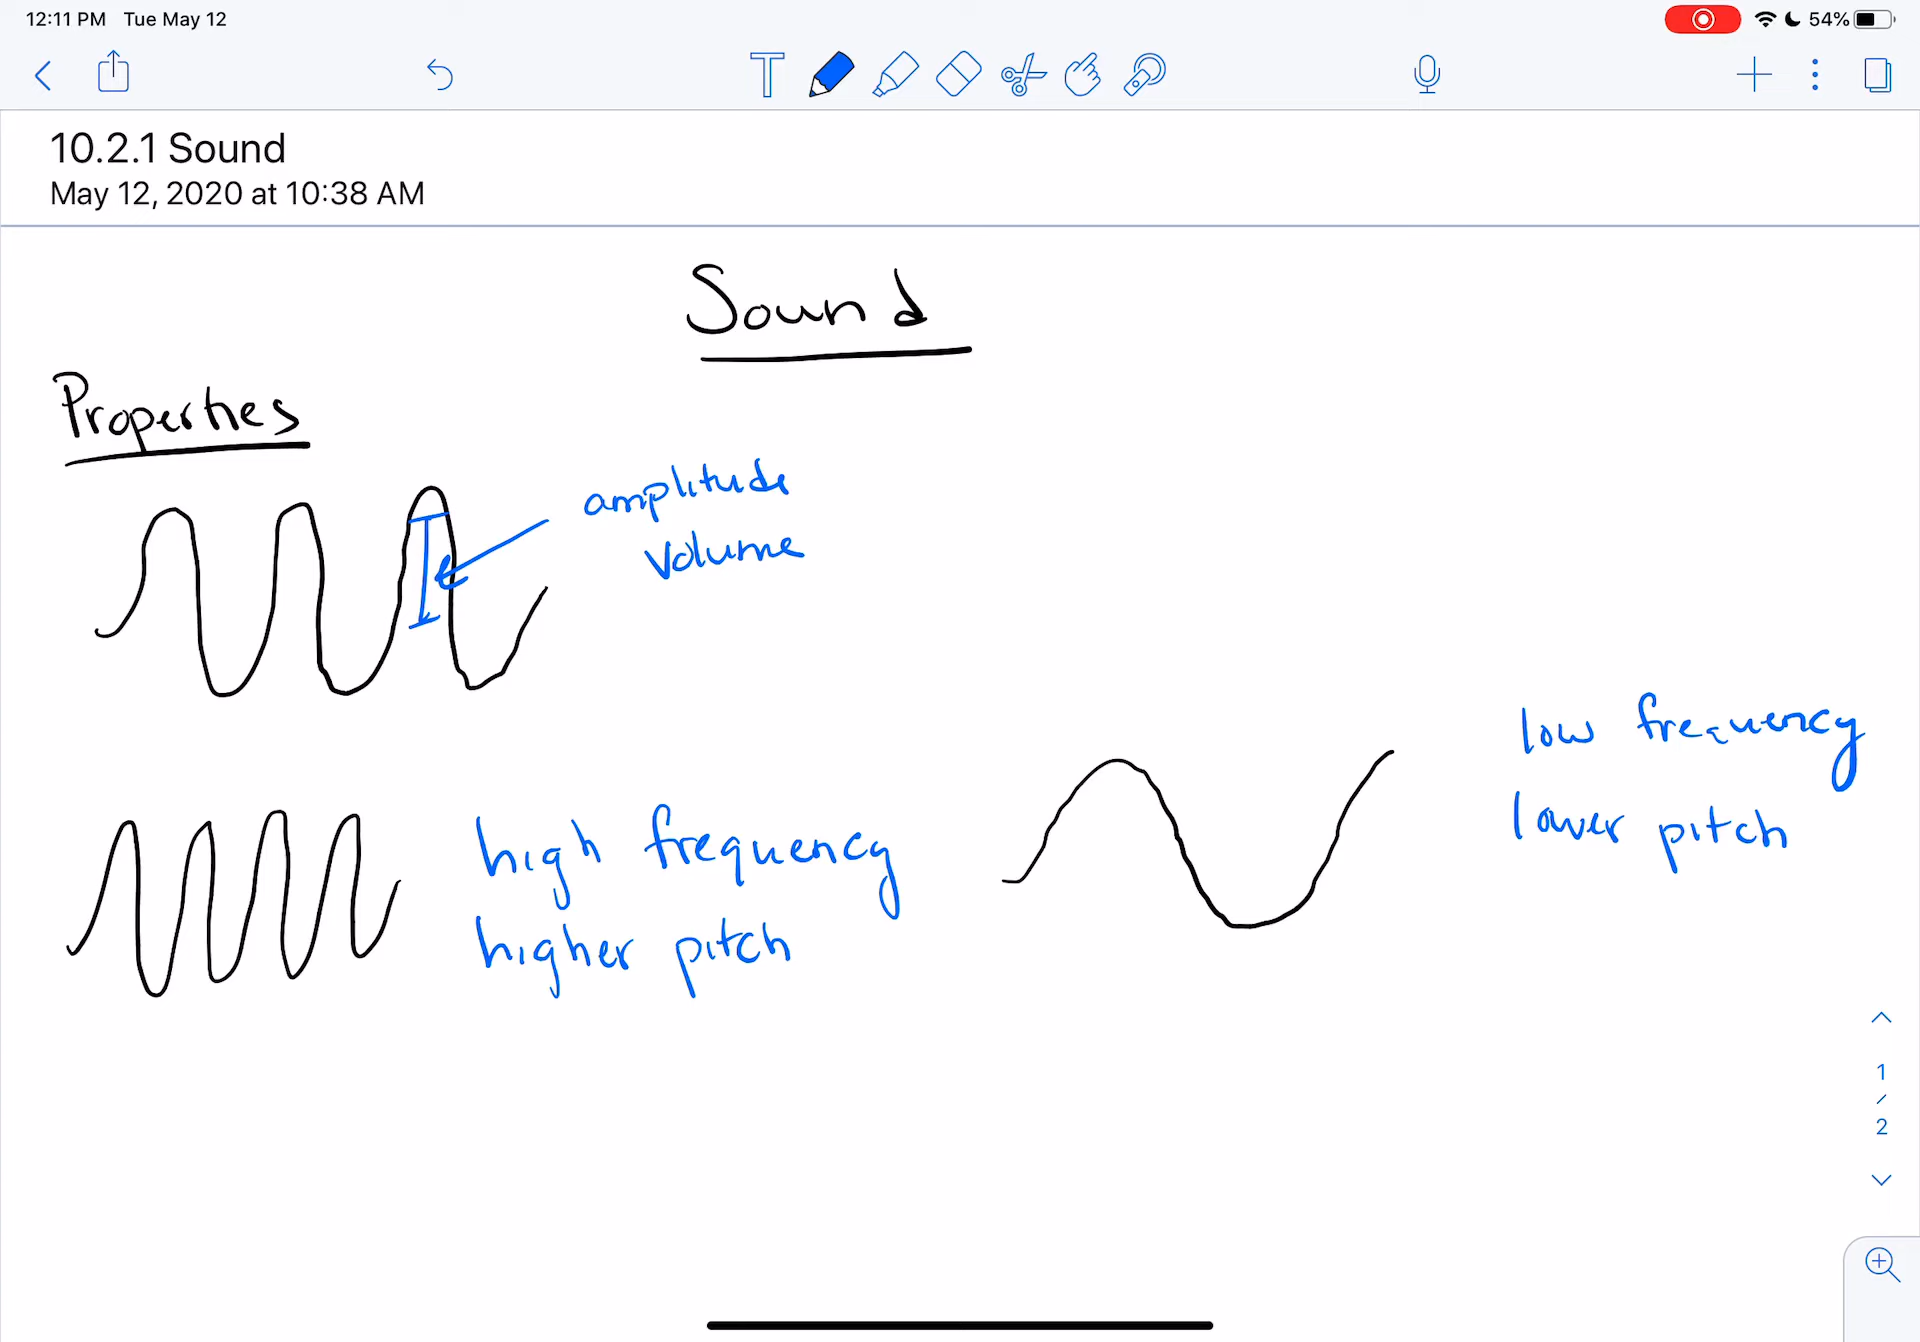 12:11 PM Tue May 12
54%
10.2.1 Sound
May 12, 2020 at 10:38 AM
Sound
Properties
amplitude
volume
low frequency
lower pitch
high frequency
higher pitch
1
/
2